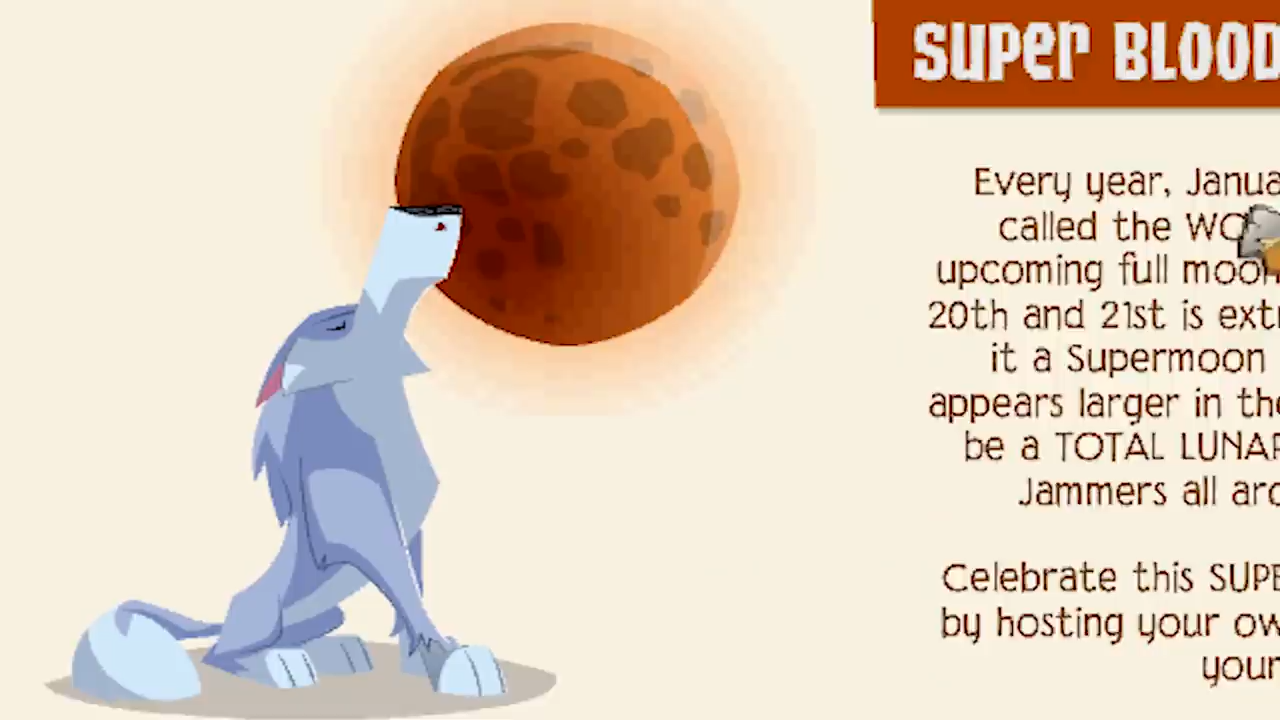 SUPER BLOOD
Every year, Janua
called the WO
upcoming full moon
20th and 21st is extr
it a Supermoon
appears larger in the
be a TOTAL LUNAR
Jammers all aro
Celebrate this SUPE
by hosting your ow
your